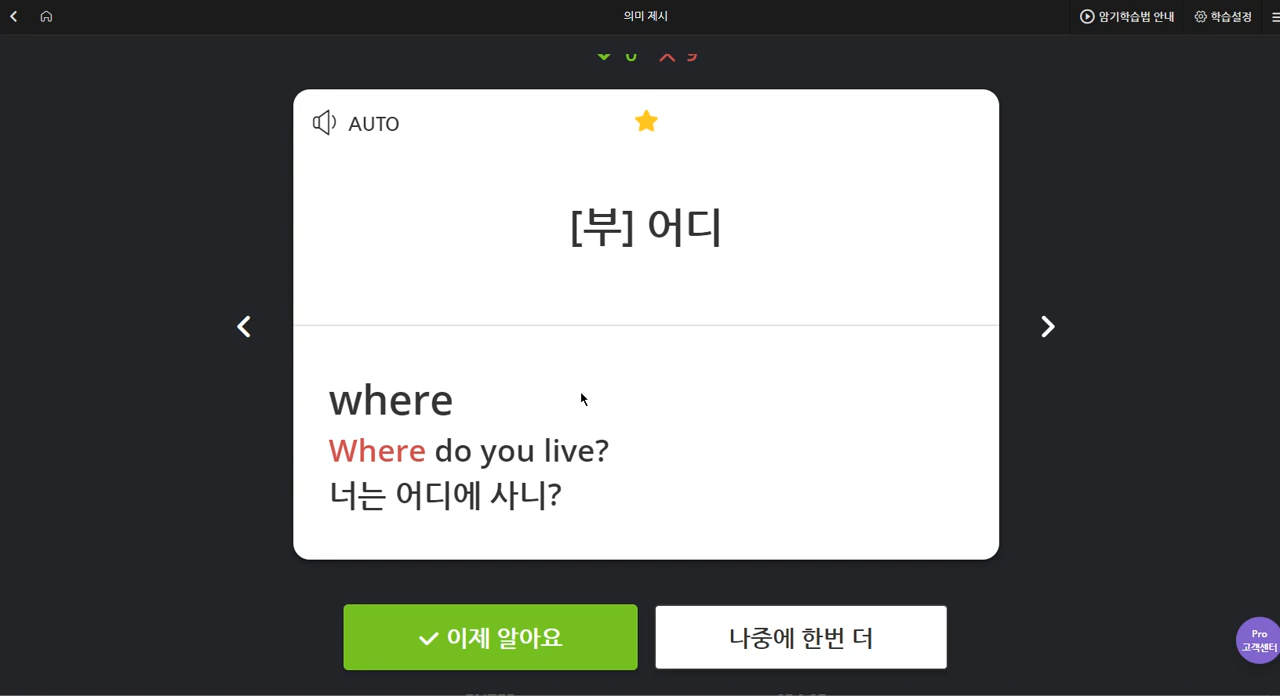 의미 제시
암기학습법 안내
학습설정
AUTO
[부] 어디
where
Where do you live?
너는 어디에 사니?
이제 알아요
나중에 한번 더
Pro
고객센터